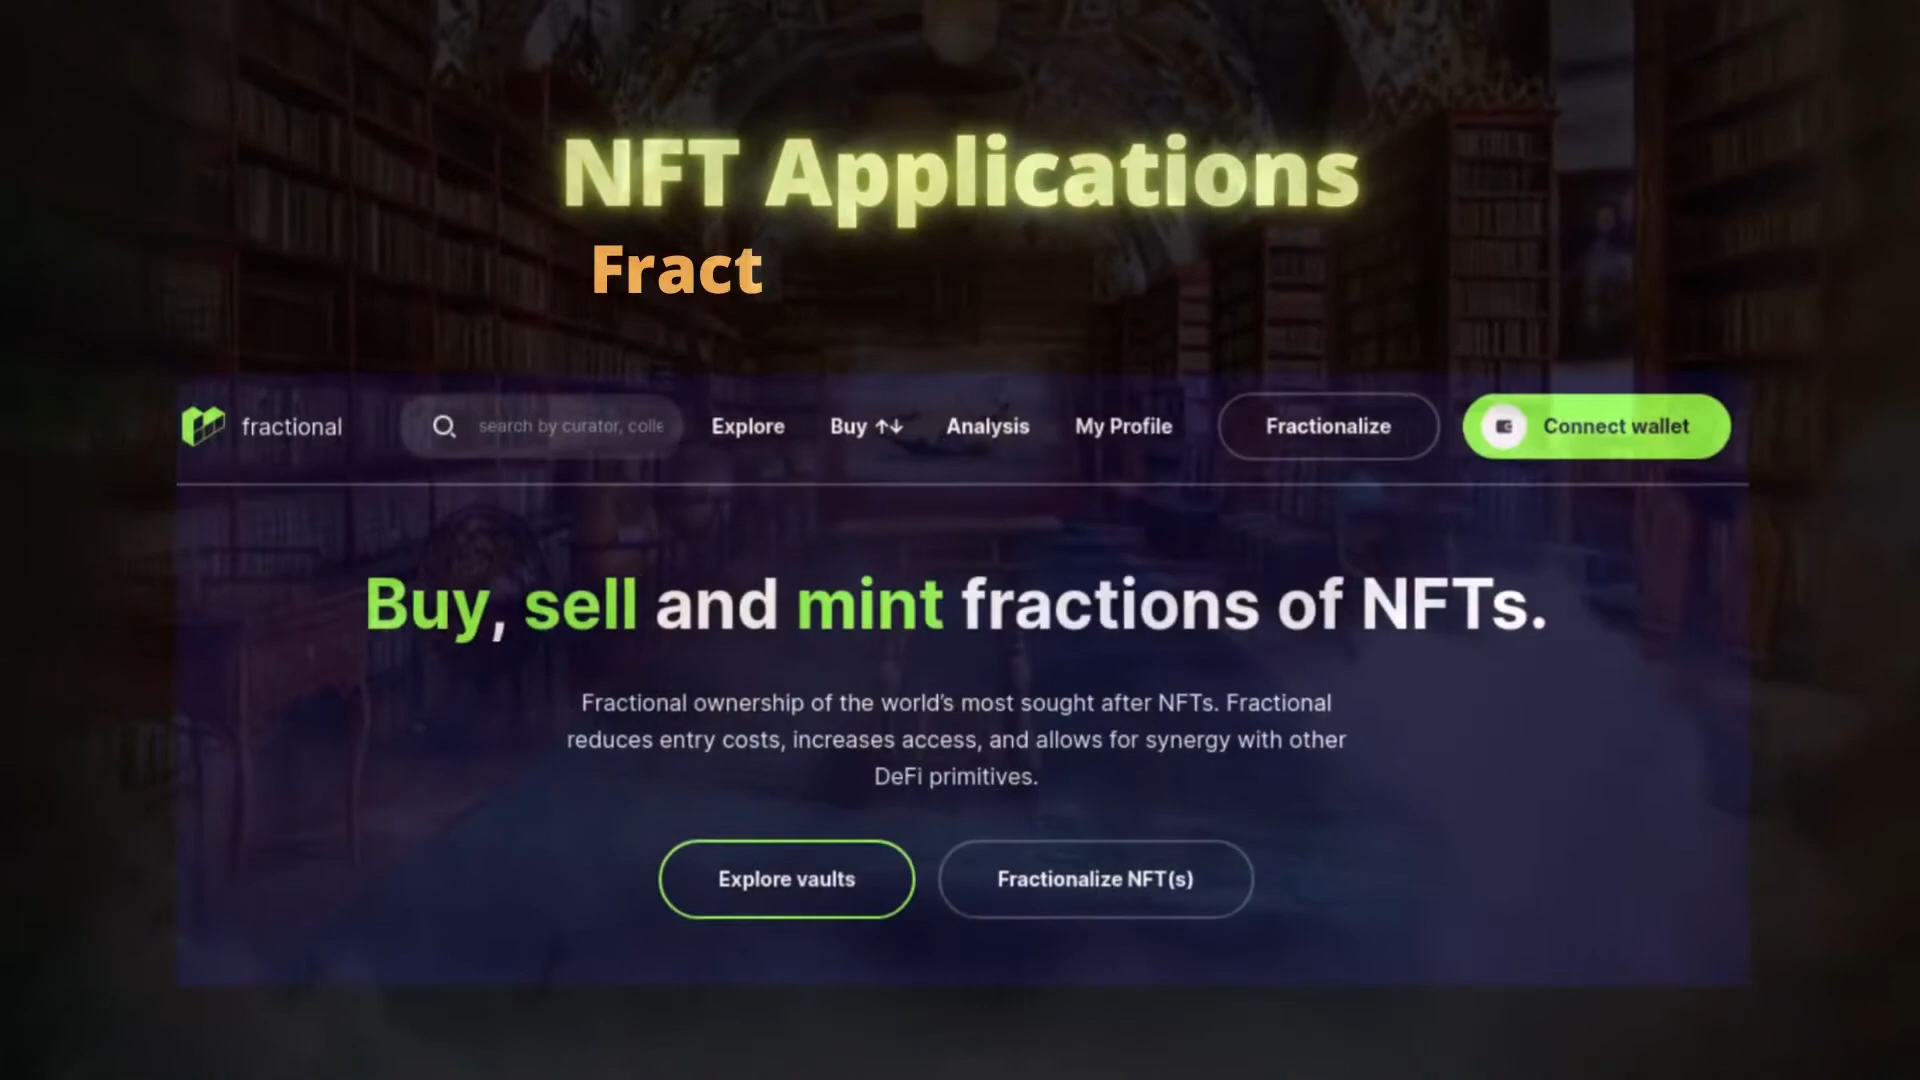 NFT Applications
Fract
fractional
search by curator, colle
Explore
Buy ↑↓
Analysis
My Profile
Fractionalize
Connect wallet
Buy, sell and mint fractions of NFTs.
Fractional ownership of the world’s most sought after NFTs. Fractional
reduces entry costs, increases access, and allows for synergy with other
DeFi primitives.
Explore vaults
Fractionalize NFT(s)